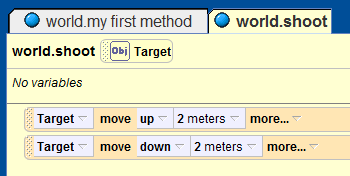 world.my first method world.shoot
world.shoot Obj Target
No variables
Target move up 2 meters more...
Target move down 2 meters more...